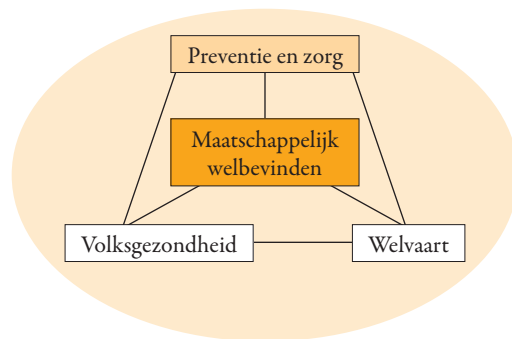 Preventie en zorg
Maatschappelijk
welbevinden
Volksgezondheid
Welvaart